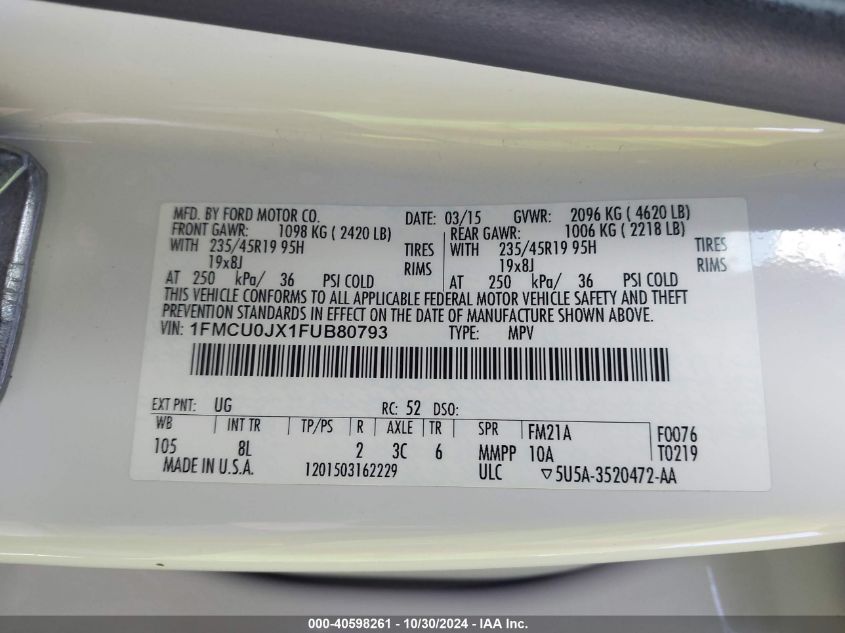 MFD. BY FORD MOTOR CO. DATE: 03/15 GVWR: 2096 KG ( 4620 LB)
FRONT GAWR: 1098 KG ( 2420 LB) REAR GAWR: 1006 KG ( 2218 LB)
WITH 235/45R19 95H TIRES WITH 235/45R19 95H TIRES
19x8J RIMS 19x8J RIMS
AT 250 kPa/ 36 PSI COLD AT 250 kPa/ 36 PSI COLD
THIS VEHICLE CONFORMS TO ALL APPLICABLE FEDERAL MOTOR VEHICLE SAFETY AND THEFT
PREVENTION STANDARDS IN EFFECT ON THE DATE OF MANUFACTURE SHOWN ABOVE.
VIN: 1FMCU0JX1FUB80793 TYPE: MPV
EXT PNT: UG RC: 52 DSO:
WB INT TR TP/PS R AXLE TR SPR FM21A F0076
105 8L 2 3C 6 MMPP 10A T0219
MADE IN U.S.A. 1201503162229 ULC ▽5U5A-3520472-AA
000-40598261 - 10/30/2024 - IAA Inc.